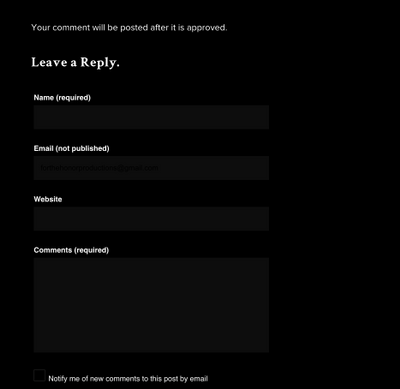 Your comment will be posted after it is approved.
Leave a Reply.
Name (required)
Email (not published)
Website
Comments (required)
Notify me of new comments to this post by email